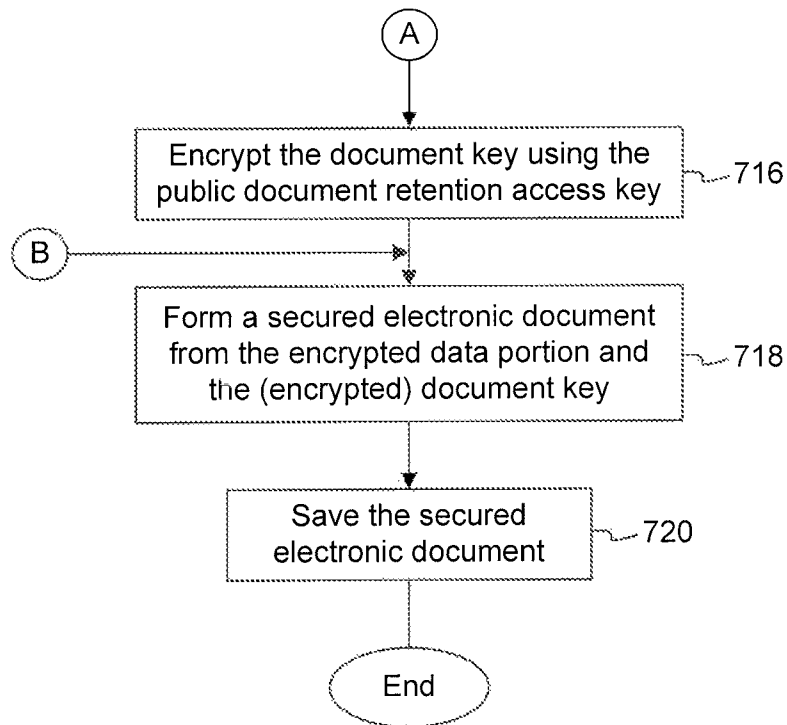 A
Encrypt the document key using the
public document retention access key
716
B
Form a secured electronic document
from the encrypted data portion and
the (encrypted) document key
718
Save the secured
electronic document
720
End